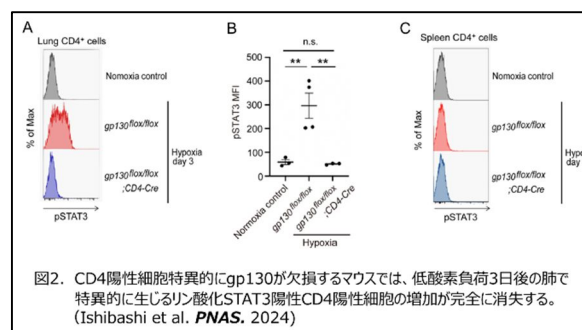 A
Lung CD4⁺ cells
% of Max
Nomoxia control
gp130flox/flox
gp130flox/flox
;CD4-Cre
Hypoxia
day 3
pSTAT3
B
n.s.
** **
pSTAT3 MFI
500
400
300
200
100
0
Normoxia control
gp130flox/flox
gp130flox/flox
;CD4-Cre
Hypoxia
C
Spleen CD4⁺ cells
% of Max
Nomoxia control
gp130flox/flox
gp130flox/flox
;CD4-Cre
Hypo
day
pSTAT3
図2. CD4陽性細胞特異的にgp130が欠損するマウスでは、低酸素負荷3日後の肺で
特異的に生じるリン酸化STAT3陽性CD4陽性細胞の増加が完全に消失する。
(Ishibashi et al. PNAS. 2024)